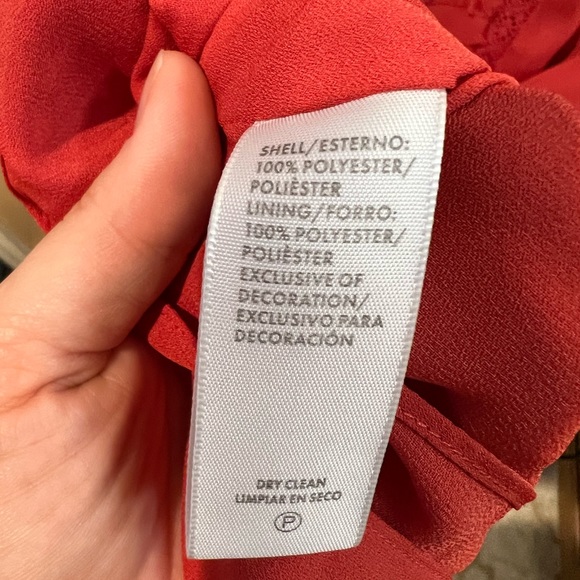 SHELL/ESTERNO:
100% POLYESTER/
POLIÈSTER
LINING/FORRO:
100% POLYESTER/
POLIÈSTER
EXCLUSIVE OF
DECORATION/
EXCLUSIVO PARA
DECORACIÓN
DRY CLEAN
LIMPIAR EN SECO
P